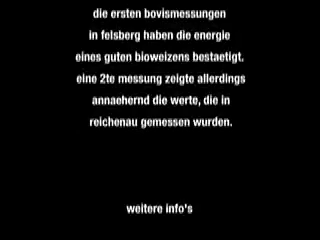 die ersten bovismessungen
in felsberg haben die energie
eines guten bioweizens bestaetigt.
eine 2te messung zeigte allerdings
annaehernd die werte, die in
reichenau gemessen wurden.
weitere info's